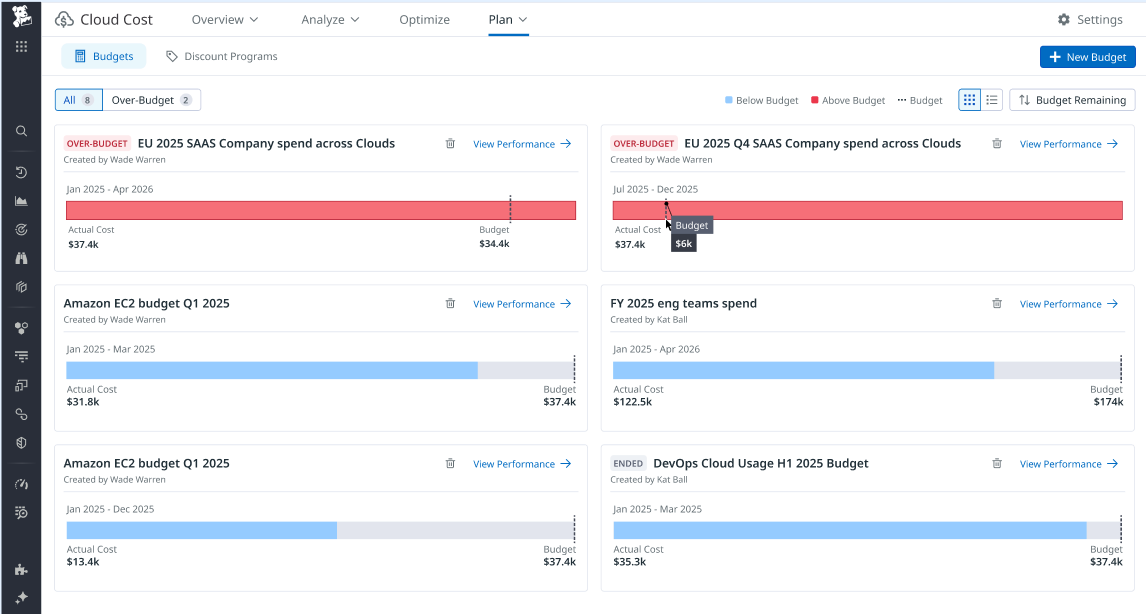 Cloud Cost
Overview
Analyze
Optimize
Plan
Settings
Budgets
Discount Programs
New Budget
All 8
Over-Budget 2
Below Budget
Above Budget
Budget
Budget Remaining
OVER-BUDGET EU 2025 SAAS Company spend across Clouds
View Performance
Created by Wade Warren
Jan 2025 - Apr 2026
Actual Cost
$37.4k
Budget
$34.4k
OVER-BUDGET EU 2025 Q4 SAAS Company spend across Clouds
View Performance
Created by Wade Warren
Jul 2025 - Dec 2025
Actual Cost
$37.4k
Budget
$6k
Amazon EC2 budget Q1 2025
View Performance
Created by Wade Warren
Jan 2025 - Mar 2025
Actual Cost
$31.8k
Budget
$37.4k
FY 2025 eng teams spend
View Performance
Created by Kat Ball
Jan 2025 - Apr 2026
Actual Cost
$122.5k
Budget
$174k
Amazon EC2 budget Q1 2025
View Performance
Created by Wade Warren
Jan 2025 - Dec 2025
Actual Cost
$13.4k
Budget
$37.4k
ENDED DevOps Cloud Usage H1 2025 Budget
View Performance
Created by Kat Ball
Jan 2025 - Mar 2025
Actual Cost
$35.3k
Budget
$37.4k